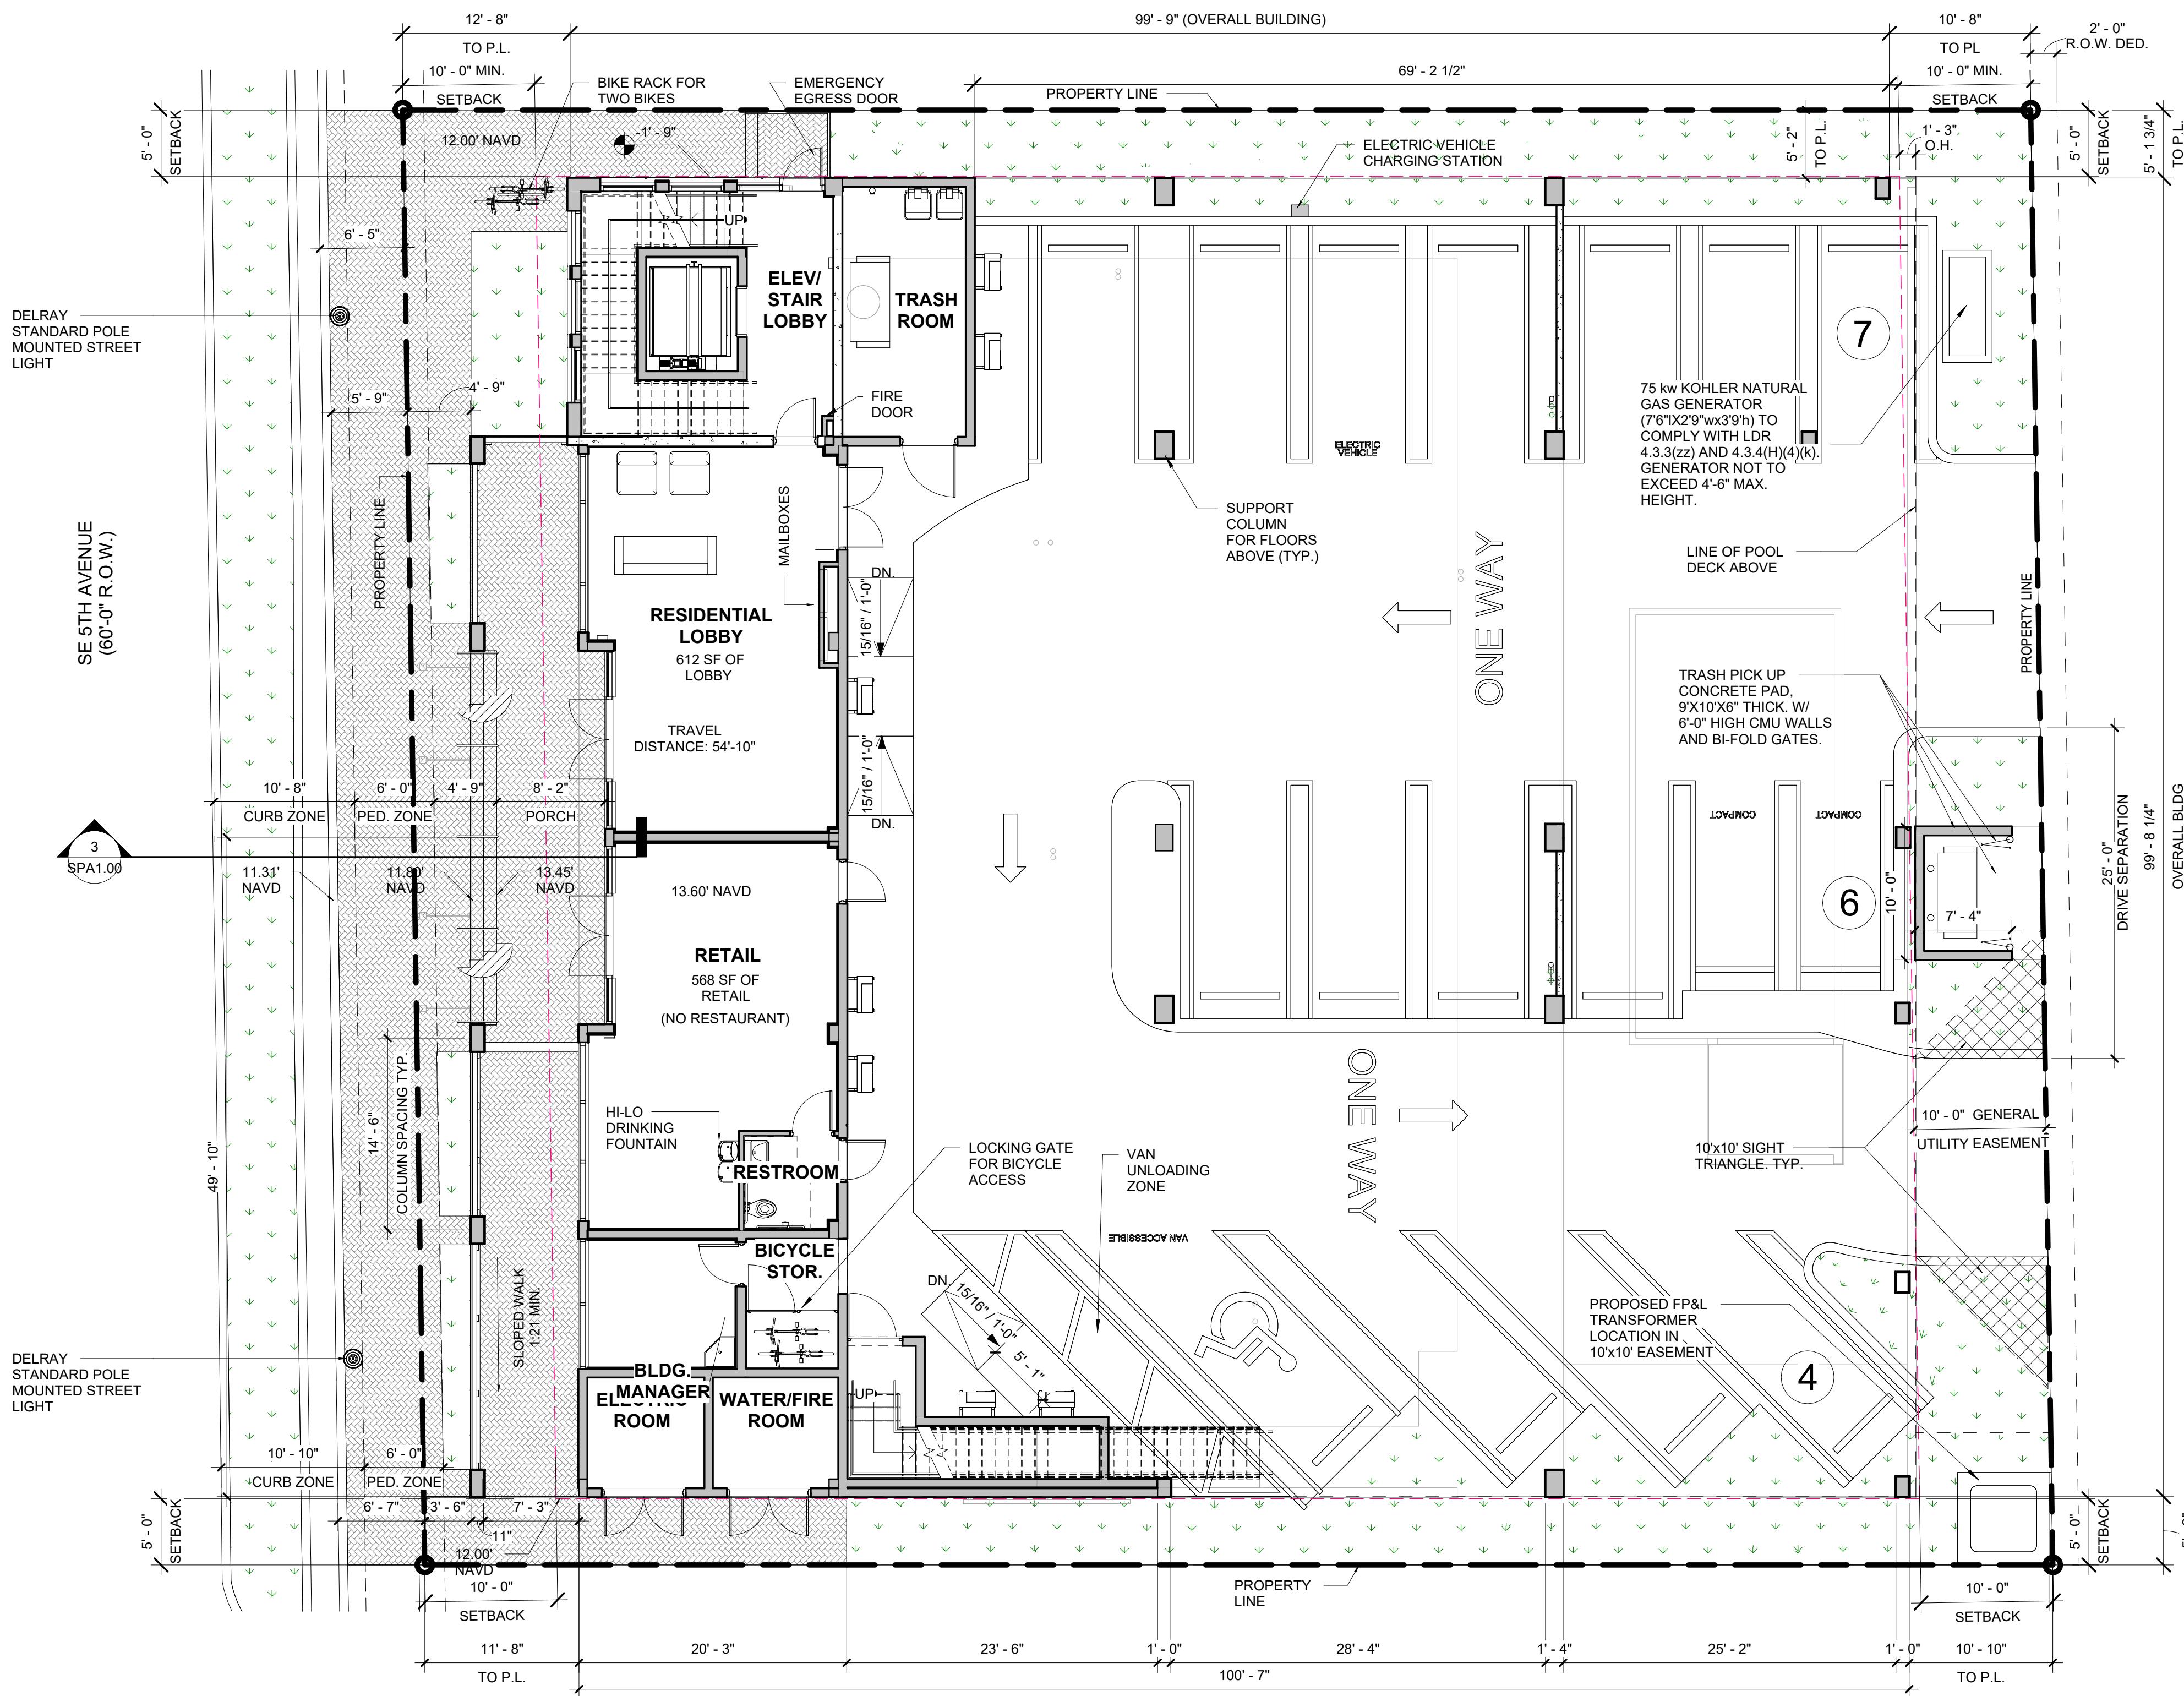 12' - 8"
99' - 9" (OVERALL BUILDING)
10' - 8"
2' - 0"
R.O.W. DED.
TO P.L.
TO PL
10' - 0" MIN.
SETBACK
69' - 2 1/2"
10' - 0" MIN.
SETBACK
BIKE RACK FOR
TWO BIKES
EMERGENCY
EGRESS DOOR
PROPERTY LINE
5' - 0"
SETBACK
12.00' NAVD
-1' - 9"
ELECTRIC VEHICLE
CHARGING STATION
5' - 2"
TO P.L.
1' - 3"
O.H.
5' - 0"
SETBACK
5' - 1 3/4"
TO P.L.
6' - 5"
UP
ELEV/
STAIR
LOBBY
TRASH
ROOM
DELRAY
STANDARD POLE
MOUNTED STREET
LIGHT
7
5' - 9"
4' - 9"
FIRE
DOOR
75 kw KOHLER NATURAL
GAS GENERATOR
(7'6"lX2'9"wx3'9'h) TO
COMPLY WITH LDR
4.3.3(zz) AND 4.3.4(H)(4)(k).
GENERATOR NOT TO
EXCEED 4'-6" MAX.
HEIGHT.
ELECTRIC
VEHICLE
SE 5TH AVENUE
(60'-0" R.O.W.)
PROPERTY LINE
MAILBOXES
SUPPORT
COLUMN
FOR FLOORS
ABOVE (TYP.)
ONE WAY
LINE OF POOL
DECK ABOVE
PROPERTY LINE
DN.
15/16" / 1'-0"
RESIDENTIAL
LOBBY
612 SF OF
LOBBY
TRAVEL
DISTANCE: 54'-10"
15/16" / 1'-0"
DN.
TRASH PICK UP
CONCRETE PAD,
9'X10'X6" THICK. W/
6'-0" HIGH CMU WALLS
AND BI-FOLD GATES.
10' - 8"
CURB ZONE
6' - 0"
PED. ZONE
4' - 9"
8' - 2"
PORCH
COMPACT
COMPACT
25' - 0"
DRIVE SEPARATION
99' - 8 1/4"
OVERALL BLDG
3
SPA1.00
11.31'
NAVD
11.80'
NAVD
13.45'
NAVD
13.60' NAVD
6
10' - 0"
7' - 4"
RETAIL
568 SF OF
RETAIL
(NO RESTAURANT)
14' - 6"
COLUMN SPACING TYP.
49' - 10"
HI-LO
DRINKING
FOUNTAIN
RESTROOM
LOCKING GATE
FOR BICYCLE
ACCESS
VAN
UNLOADING
ZONE
ONE WAY
10' - 0" GENERAL
UTILITY EASEMENT
10'x10' SIGHT
TRIANGLE. TYP.
VAN ACCESSIBLE
BICYCLE
STOR.
SLOPED WALK
1:21 MIN.
DN.
15/16" / 1'-0"
5' - 1"
PROPOSED FP&L
TRANSFORMER
LOCATION IN
10'x10' EASEMENT
4
DELRAY
STANDARD POLE
MOUNTED STREET
LIGHT
BLDG.
MANAGER
ELECTRIC
ROOM
WATER/FIRE
ROOM
UP
10' - 10"
CURB ZONE
6' - 0"
PED. ZONE
6' - 7"
3' - 6"
7' - 3"
11"
5' - 0"
SETBACK
12.00'
NAVD
10' - 0"
SETBACK
PROPERTY
LINE
5' - 0"
SETBACK
10' - 0"
SETBACK
11' - 8"
TO P.L.
20' - 3"
23' - 6"
1' - 0"
28' - 4"
1' - 4"
25' - 2"
1' - 0"
10' - 10"
TO P.L.
100' - 7"